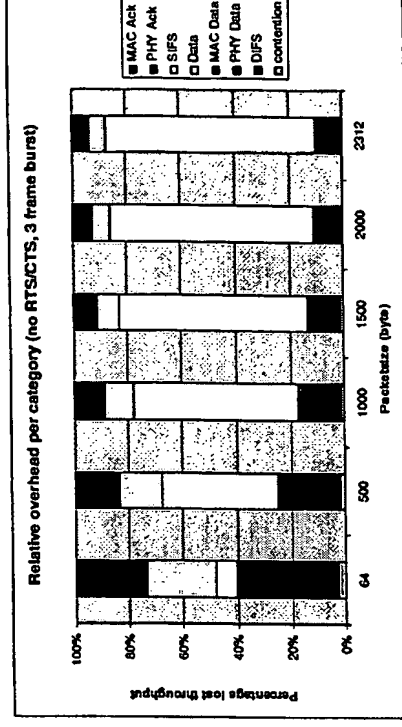 Relative overhead per category (no RTS/CTS, 3 frame burst)
Percentage lost throughput
100%
80%
60%
40%
20%
0%
64
500
1000
1500
2000
2312
Packetsize (byte)
MAC Ack
PHY Ack
SIFS
Data
MAC Data
PHY Data
DIFS
contention